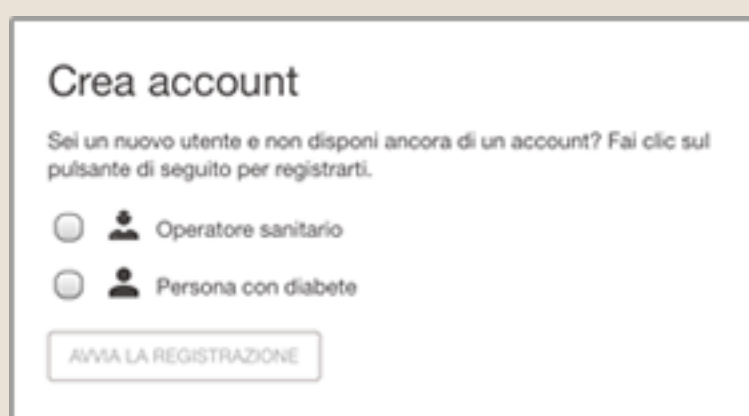 Crea account
Sei un nuovo utente e non disponi ancora di un account? Fai clic sul
pulsante di seguito per registrarti.
Operatore sanitario
Persona con diabete
AVVIA LA REGISTRAZIONE